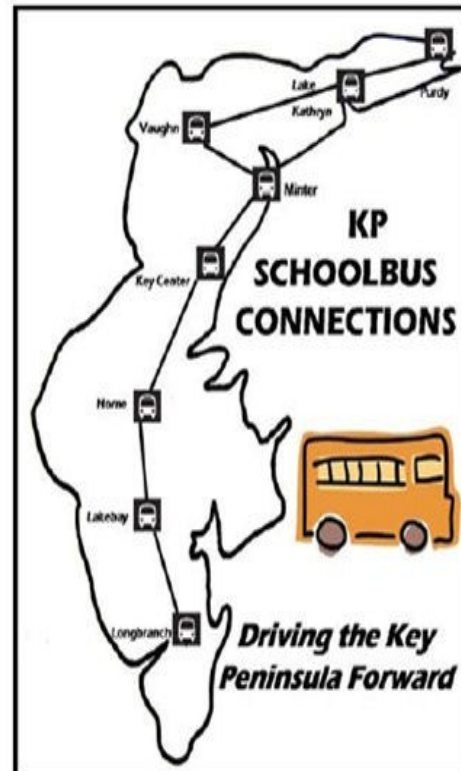 Lake
Kathryn
Purdy
Vaughn
Minter
KP
SCHOOLBUS
CONNECTIONS
Key Center
Home
Lakebay
Longbranch
Driving the Key
Peninsula Forward